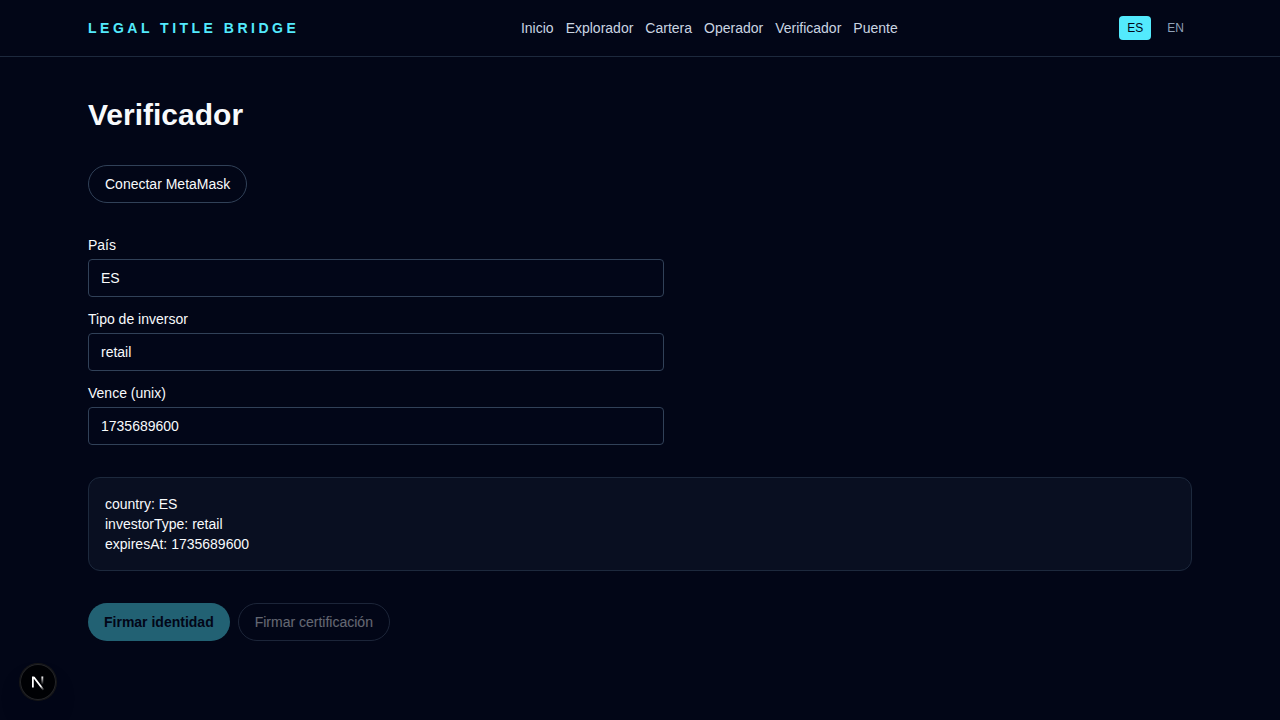 LEGAL TITLE BRIDGE
Inicio Explorador Cartera Operador Verificador Puente
ES EN
Verificador
Conectar MetaMask
País
ES
Tipo de inversor
retail
Vence (unix)
1735689600
country: ES
investorType: retail
expiresAt: 1735689600
Firmar identidad Firmar certificación
N